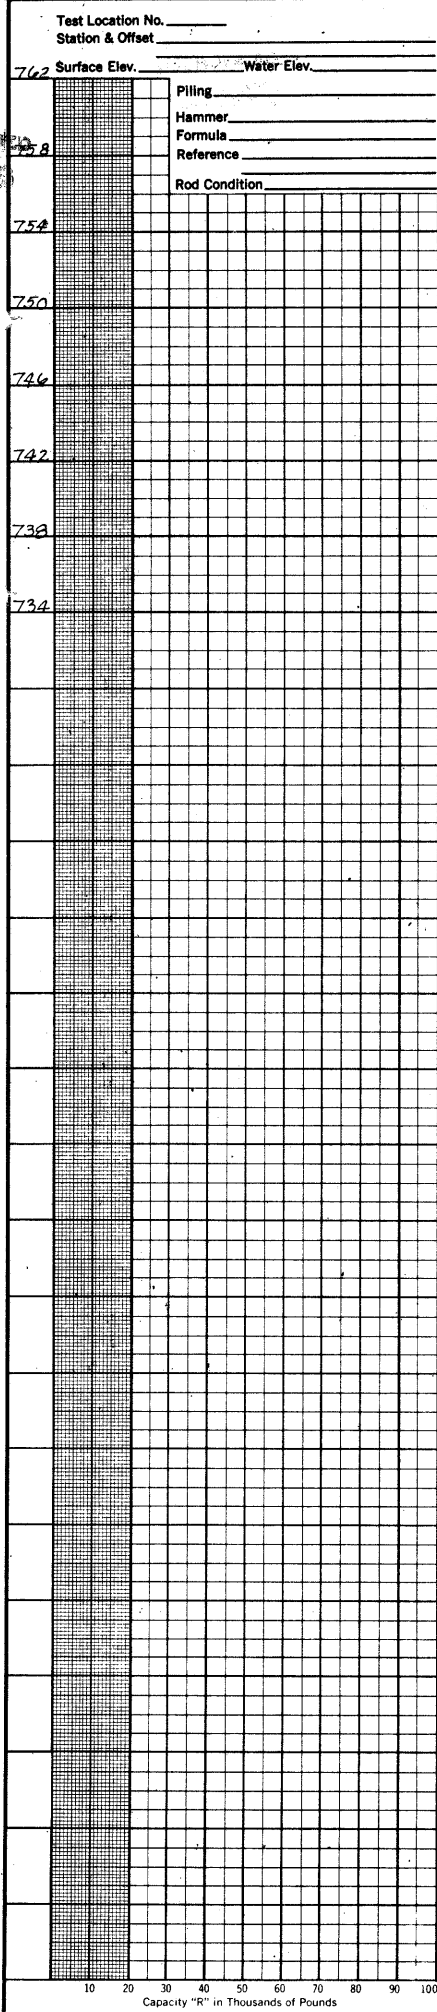 Test Location No.
Station & Offset
Surface Elev. Water Elev.
762
Piling
Hammer
Formula
758
Reference
Rod Condition
754
750
746
742
738
734
10 20 30 40 50 60 70 80 90 100
Capacity "R" in Thousands of Pounds